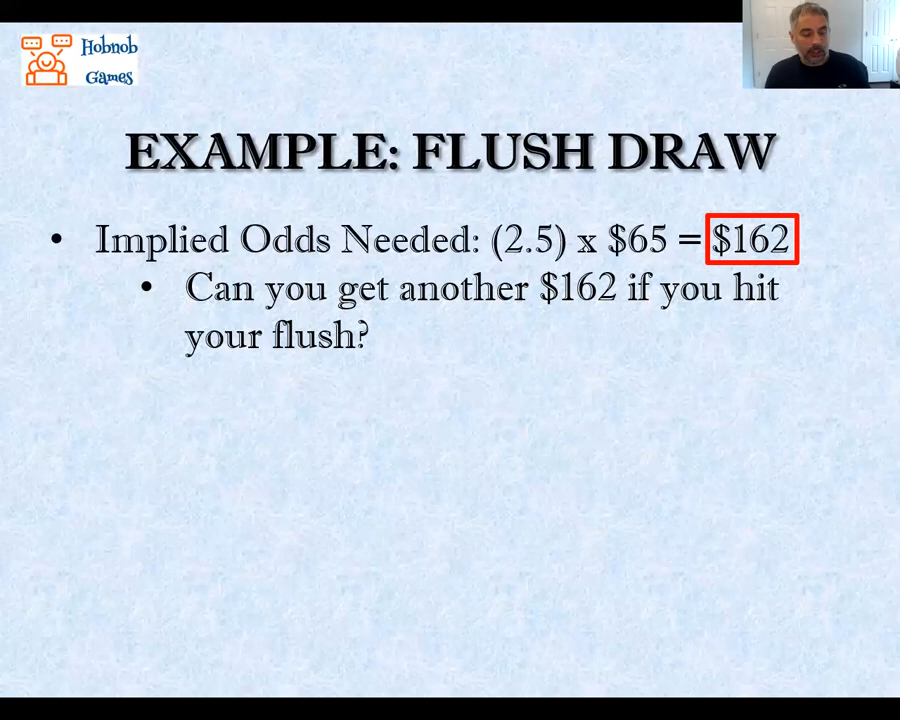 Hobnob
Games
EXAMPLE: FLUSH DRAW
• Implied Odds Needed: (2.5) x $65 = $162
• Can you get another $162 if you hit
your flush?